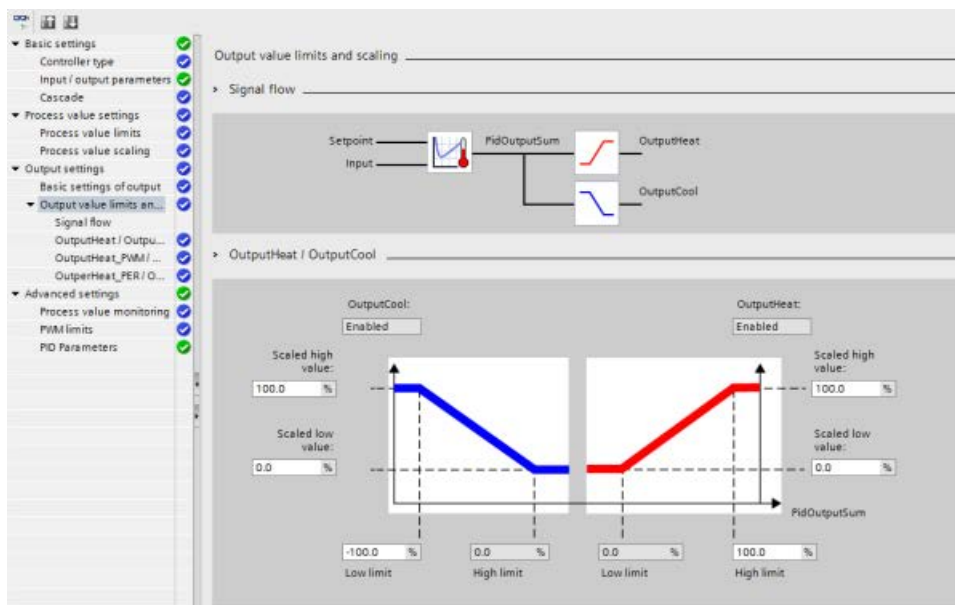 Basic settings
Controller type
Input / output parameters
Cascade
Process value settings
Process value limits
Process value scaling
Output settings
Basic settings of output
Output value limits an...
Signal flow
OutputHeat / Outpu...
OutputHeat_PWM / ...
OutperHeat_PER / O...
Advanced settings
Process value monitoring
PWM limits
PID Parameters
Output value limits and scaling
Signal flow
Setpoint
Input
PidOutputSum
OutputHeat
OutputCool
OutputHeat / OutputCool
OutputCool:
Enabled
OutputHeat:
Enabled
Scaled high
value:
100.0 %
Scaled low
value:
0.0 %
Scaled high
value:
100.0 %
Scaled low
value:
0.0 %
PidOutputSum
-100.0 %
Low limit
0.0 %
High limit
0.0 %
Low limit
100.0 %
High limit